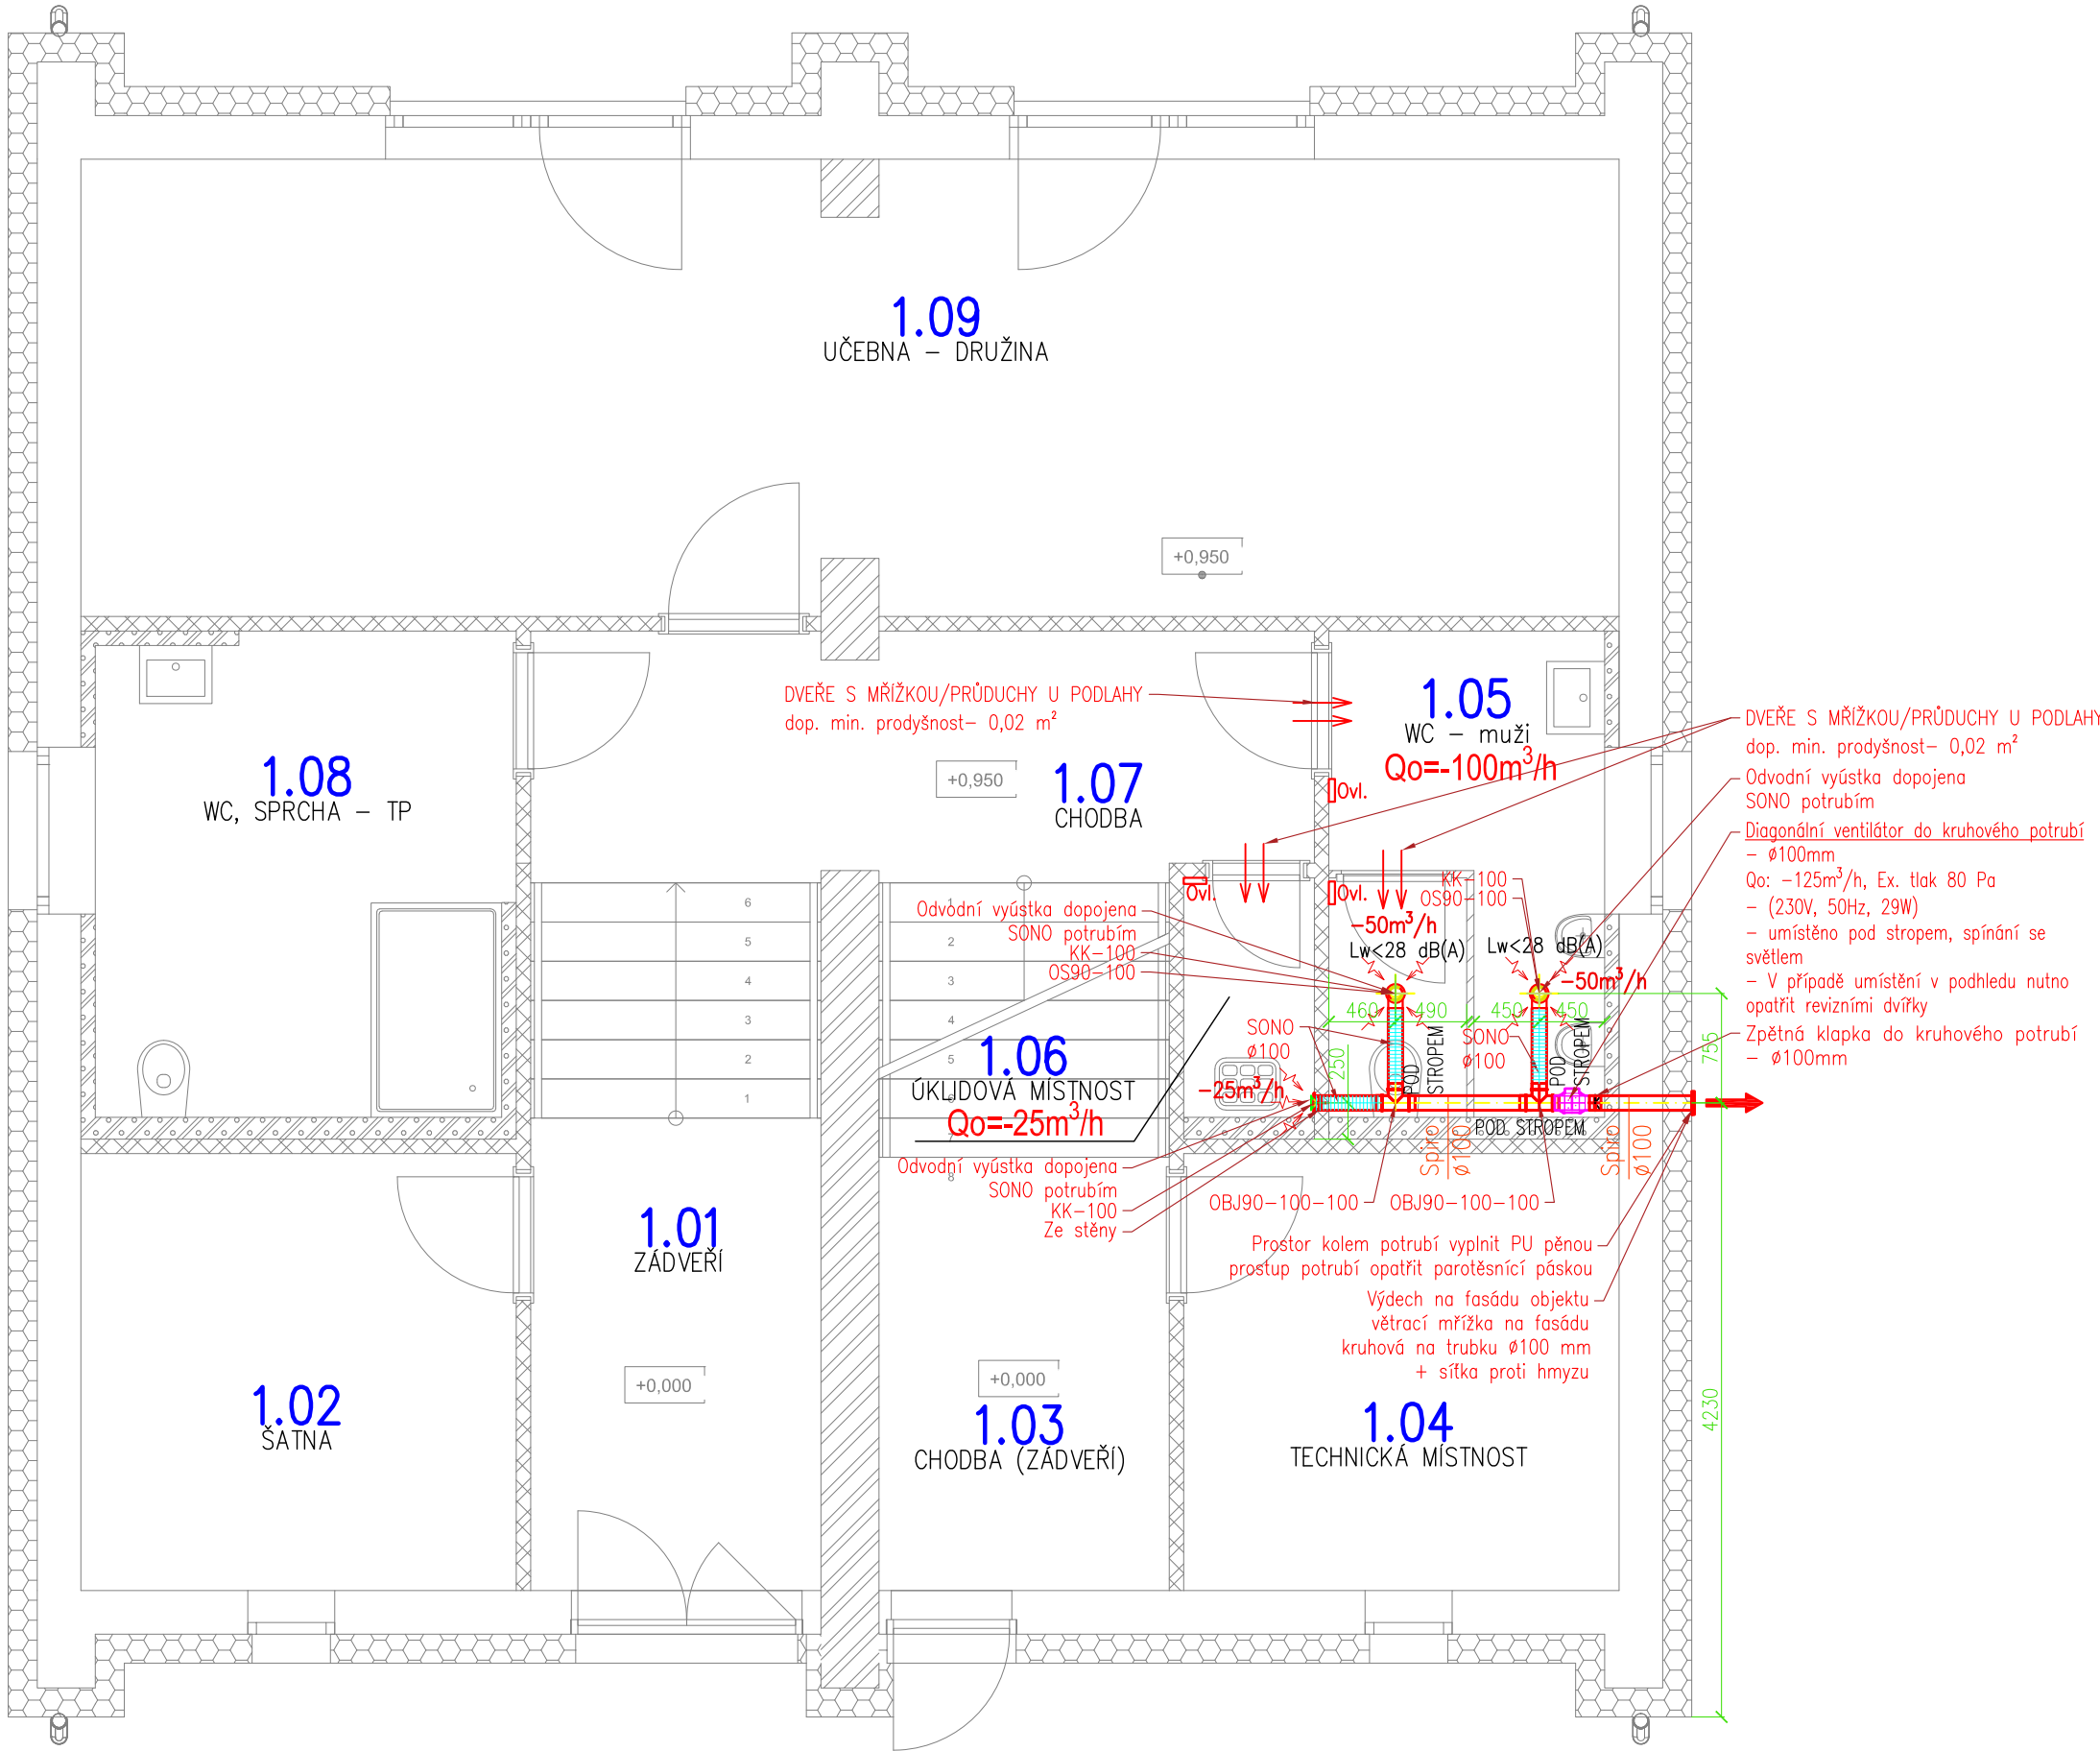 1.09
UČEBNA – DRUŽINA
+0,950
DVEŘE S MŘÍŽKOU/PRŮDUCHY U PODLAHY
dop. min. prodyšnost– 0,02 m²
1.05
WC – muži
Qo=-100m³/h
Ovl.
1.08
WC, SPRCHA – TP
+0,950
1.07
CHODBA
DVEŘE S MŘÍŽKOU/PRŮDUCHY U PODLAHY
dop. min. prodyšnost– 0,02 m²
Odvodní vyústka dopojena
SONO potrubím
Diagonální ventilátor do kruhového potrubí
– ø100mm
Qo: –125m³/h, Ex. tlak 80 Pa
– (230V, 50Hz, 29W)
– umístěno pod stropem, spínání se
světlem
– V případě umístění v podhledu nutno
opatřit revizními dvířky
Zpětná klapka do kruhového potrubí
– ø100mm
Ovl.
Ovl.
KK–100
OS90–100
–50m³/h
Lw<28 dB(A)
Lw<28 dB(A)
–50m³/h
Odvodní vyústka dopojena
SONO potrubím
KK–100
OS90–100
6
5
4
3
2
1
1
2
3
4
5
6
7
8
460
490
450
450
SONO
ø100
SONO
ø100
POD
STROPEM
POD
STROPEM
250
755
1.06
ÚKLIDOVÁ MÍSTNOST
Qo=-25m³/h
–25m³/h
POD STROPEM
Spiro
ø100
Spiro
ø100
Odvodní vyústka dopojena
SONO potrubím
KK–100
Ze stěny
OBJ90–100–100
OBJ90–100–100
Prostor kolem potrubí vyplnit PU pěnou
prostup potrubí opatřit parotěsnící páskou
Výdech na fasádu objektu
větrací mřížka na fasádu
kruhová na trubku ø100 mm
+ síťka proti hmyzu
4230
1.01
ZÁDVEŘÍ
+0,000
+0,000
1.02
ŠATNA
1.03
CHODBA (ZÁDVEŘÍ)
1.04
TECHNICKÁ MÍSTNOST